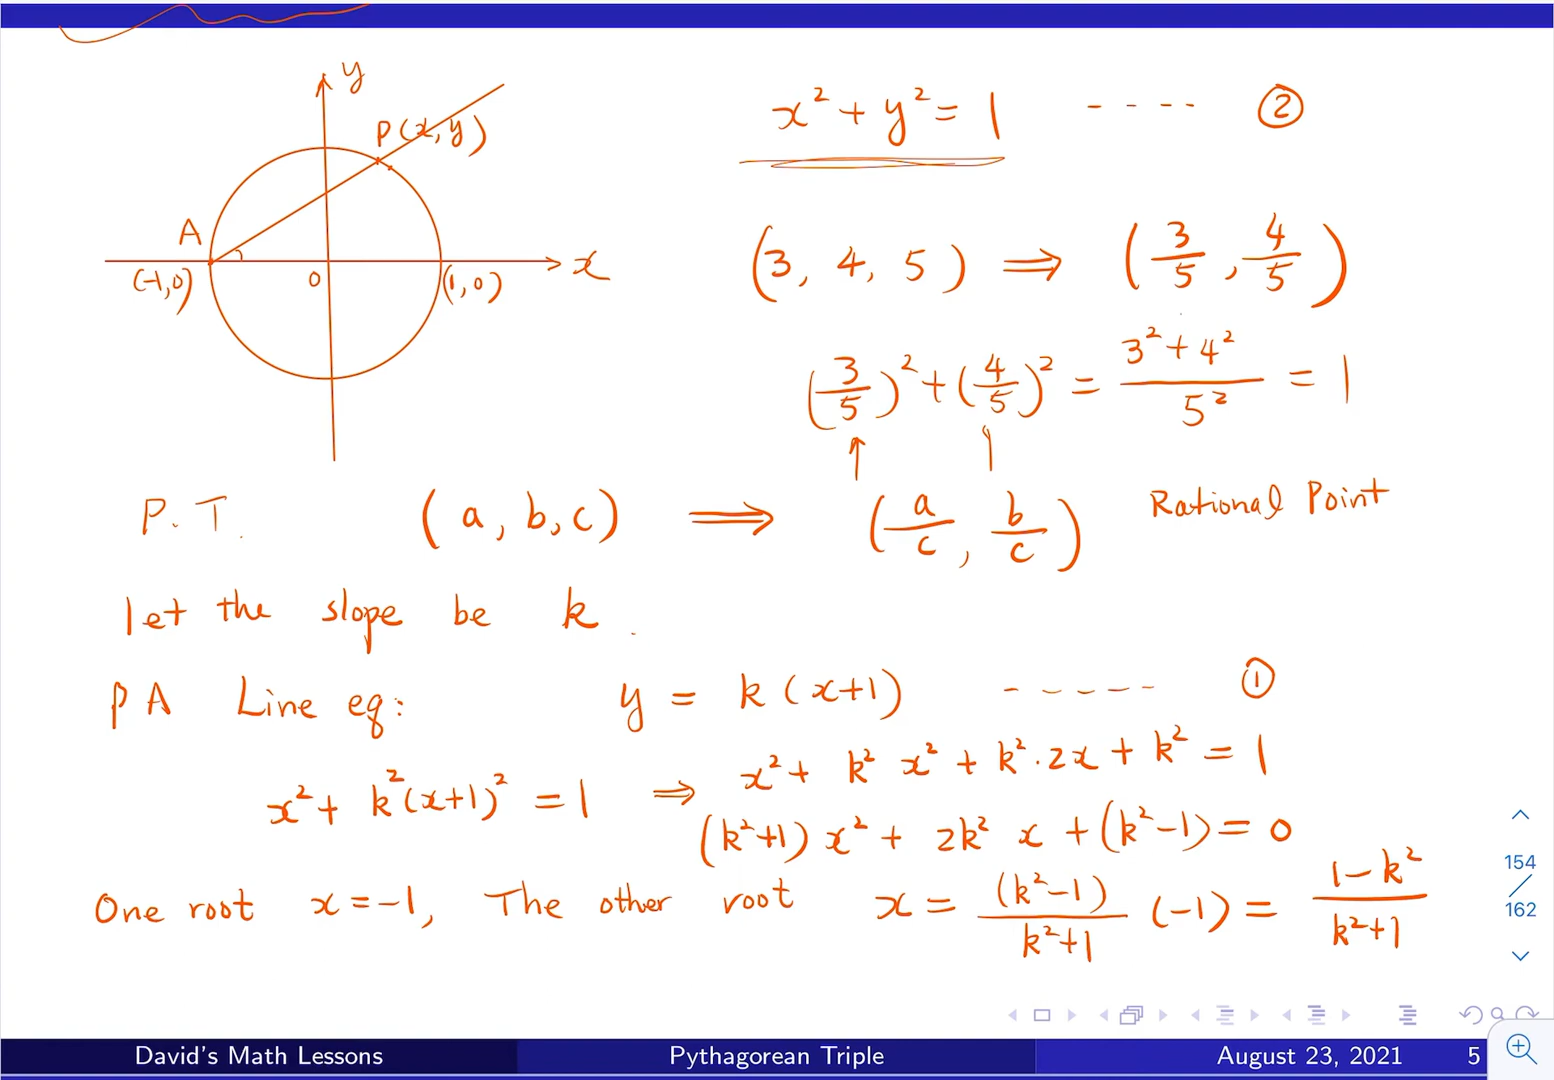 y
P(x, y)
A
(-1,0)
0
(1,0)
x
x² + y² = 1 ---- ②
(3, 4, 5) ⇒ (3/5, 4/5)
(3/5)² + (4/5)² = (3² + 4²)/5² = 1
P.T. (a, b, c) ⟹ (a/c, b/c) Rational Point
let the slope be k.
PA Line eq: y = k(x+1) ----- ①
x² + k²(x+1)² = 1 ⇒ x² + k² x² + k²·2x + k² = 1
(k²+1) x² + 2k² x + (k²-1) = 0
One root x = -1, The other root x = (k²-1)/(k²+1) (-1) = (1-k²)/(k²+1)
154
/
162
David's Math Lessons Pythagorean Triple August 23, 2021 5